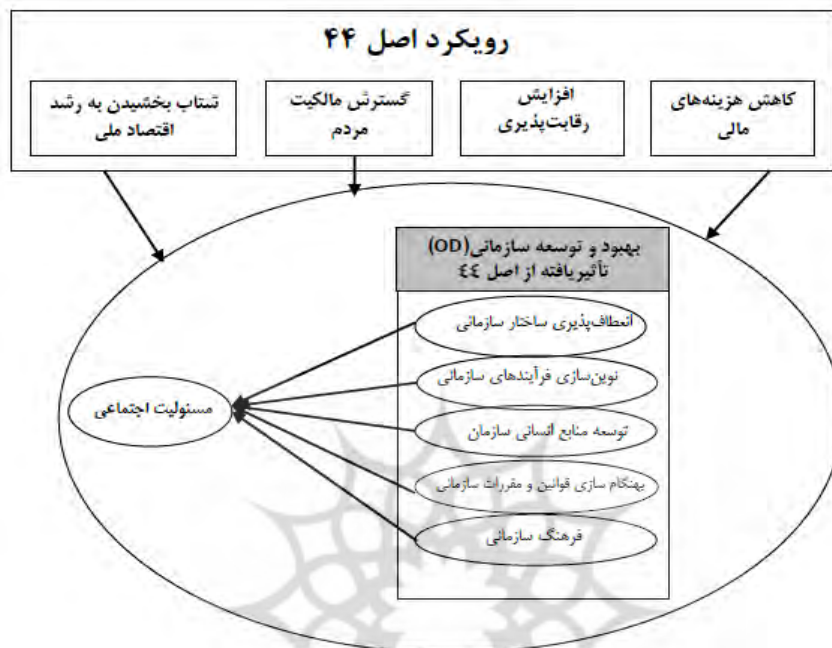 رویکرد اصل ۴۴
کاهش هزینه‌های
مالی
افزایش
رقابت‌پذیری
گسترش مالکیت
مردم
شتاب بخشیدن به رشد
اقتصاد ملی
بهبود و توسعه سازمانی(OD)
تأثیریافته از اصل ٤٤
انعطاف‌پذیری ساختار سازمانی
نوین‌سازی فرآیندهای سازمانی
توسعه منابع انسانی سازمان
بهنگام سازی قوانین و مقررات سازمانی
فرهنگ سازمانی
مسئولیت اجتماعی